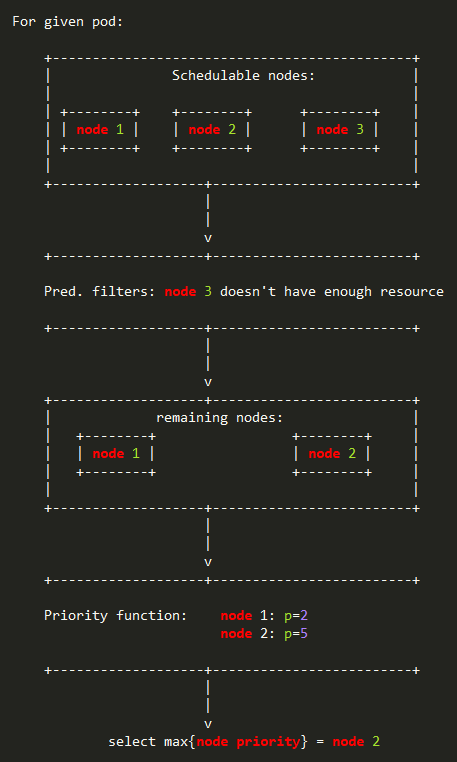 For given pod:
+---------------------------------------------+
| Schedulable nodes: |
| |
| +--------+ +--------+ +--------+ |
| | node 1 | | node 2 | | node 3 | |
| +--------+ +--------+ +--------+ |
| |
+-------------------+-------------------------+
|
|
v
+-------------------+-------------------------+
Pred. filters: node 3 doesn't have enough resource
+-------------------+-------------------------+
|
|
v
+-------------------+-------------------------+
| remaining nodes: |
| +--------+ +--------+ |
| | node 1 | | node 2 | |
| +--------+ +--------+ |
| |
+-------------------+-------------------------+
|
|
v
+-------------------+-------------------------+
Priority function: node 1: p=2
node 2: p=5
+-------------------+-------------------------+
|
|
v
select max{node priority} = node 2